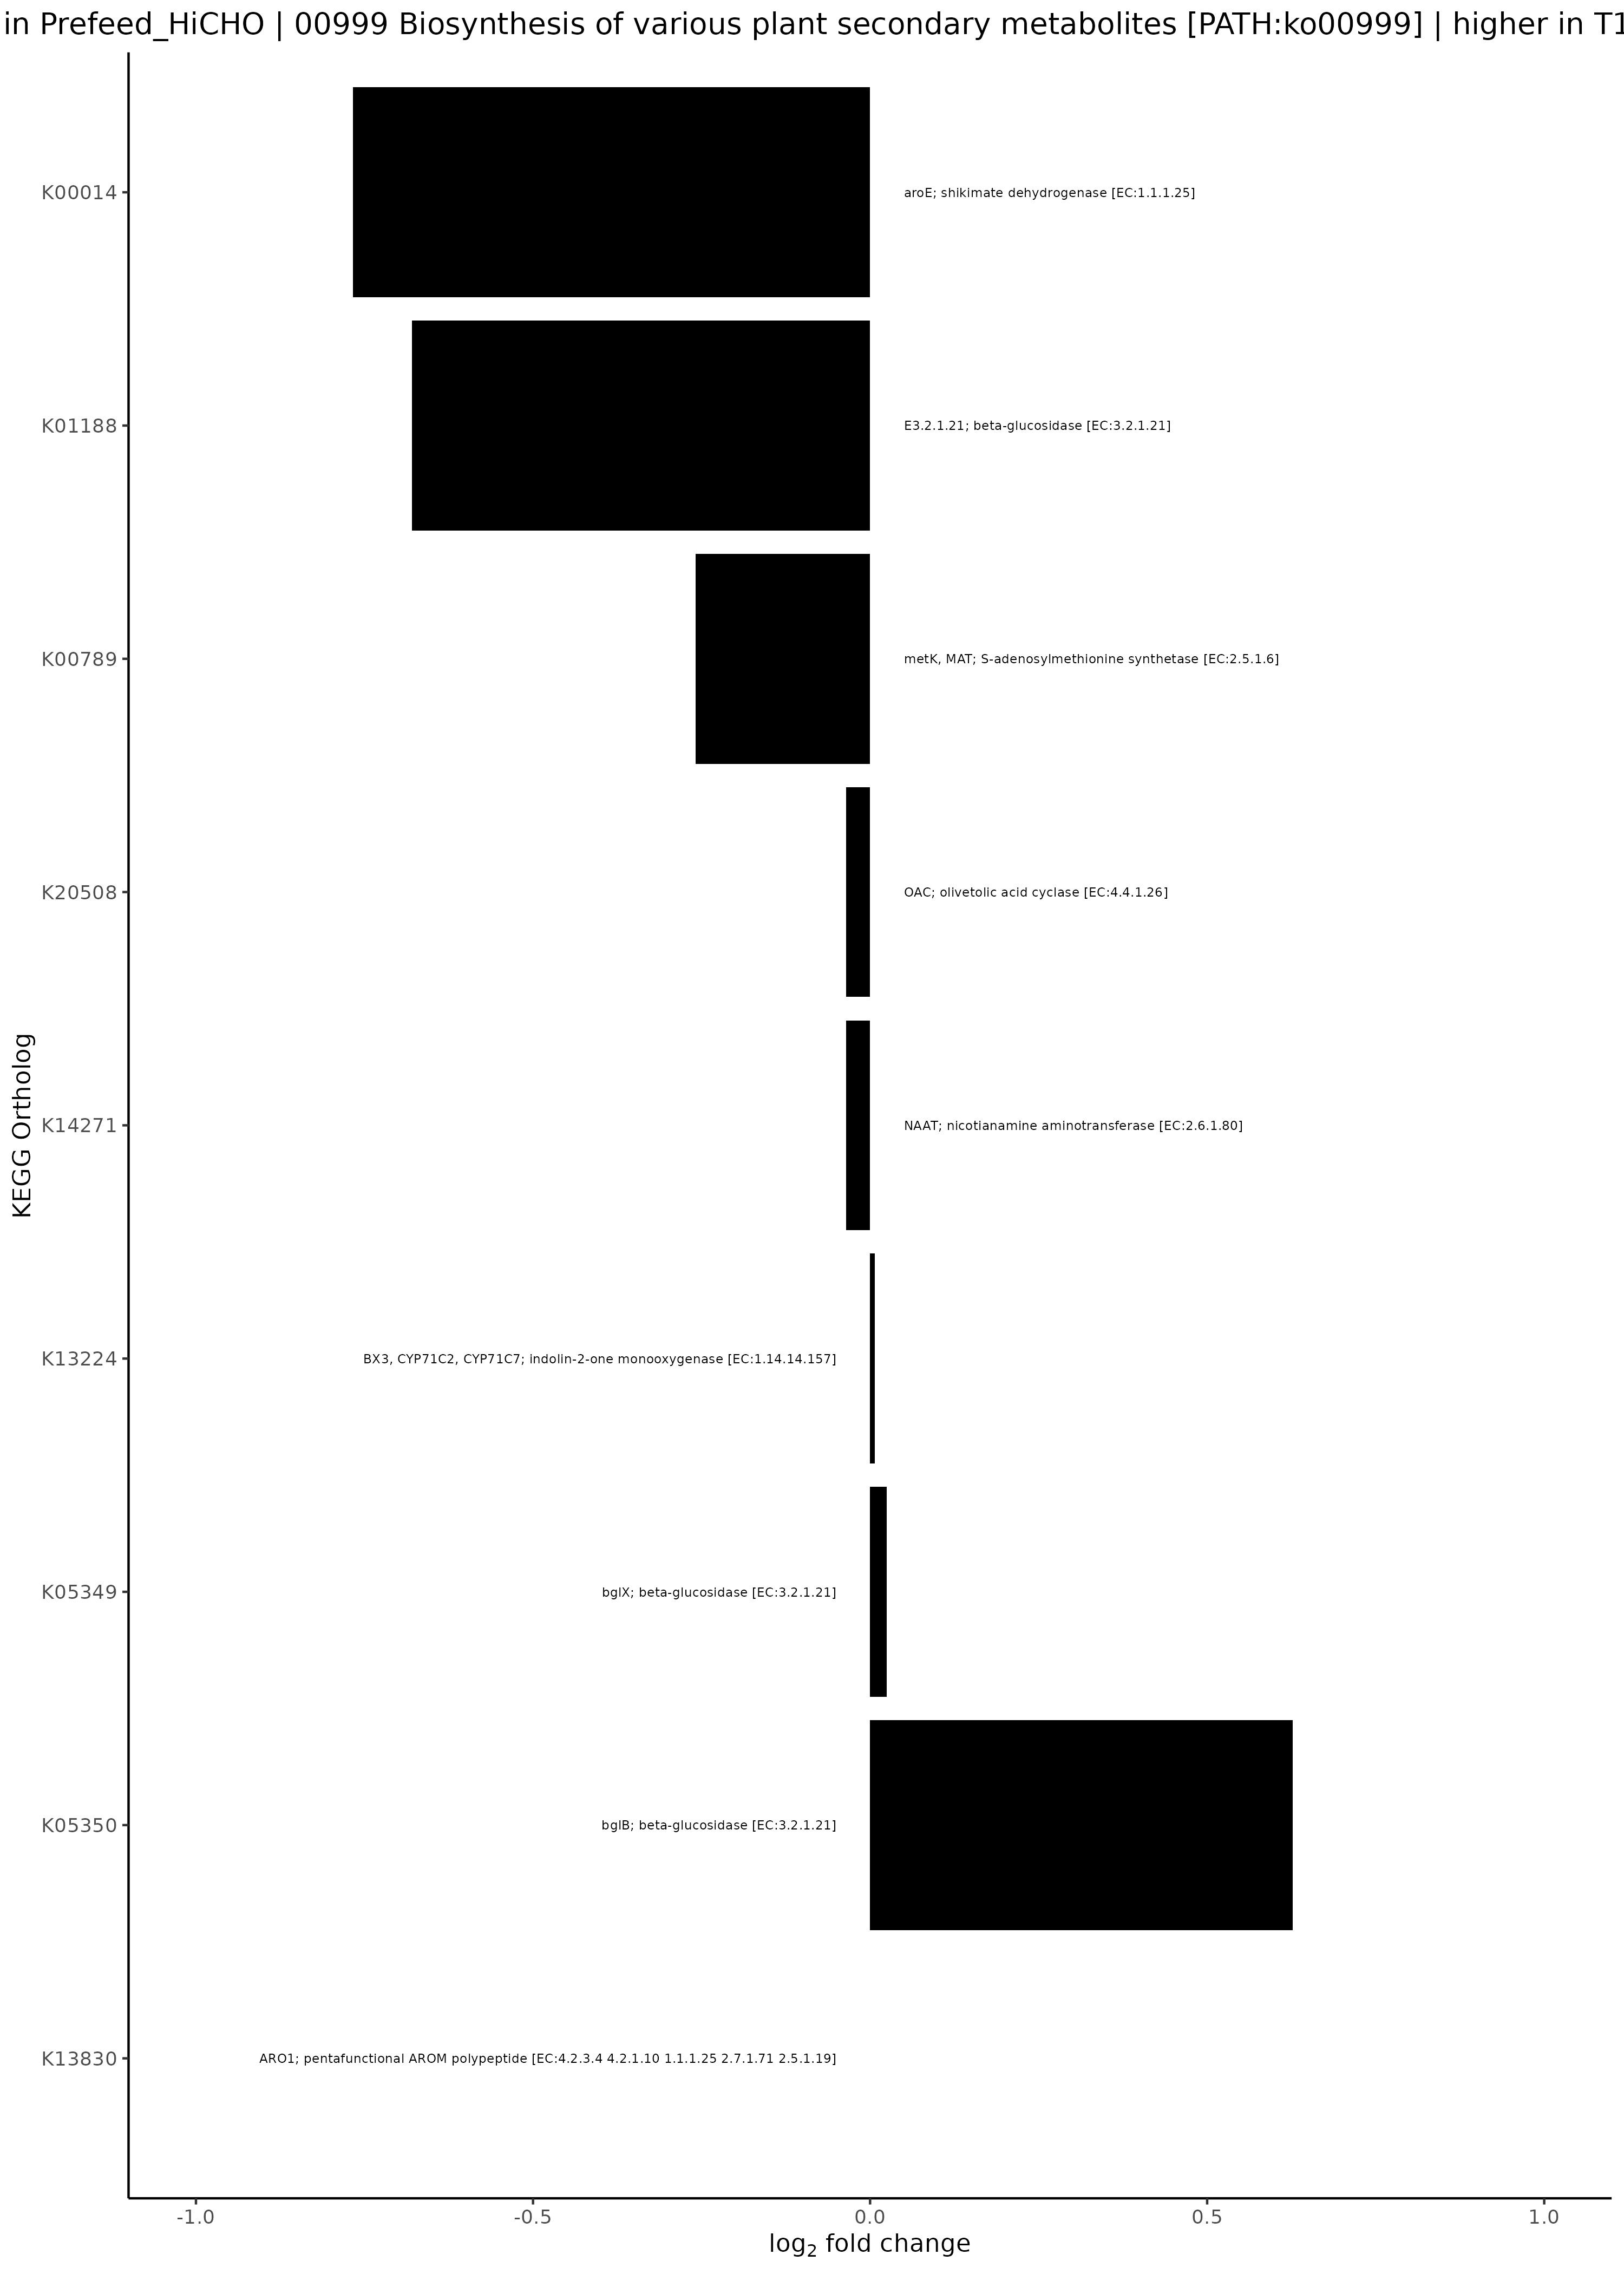 in Prefeed_HiCHO | 00999 Biosynthesis of various plant secondary metabolites [PATH:ko00999] | higher in T1
K00014
aroE; shikimate dehydrogenase [EC:1.1.1.25]
K01188
E3.2.1.21; beta-glucosidase [EC:3.2.1.21]
K00789
metK, MAT; S-adenosylmethionine synthetase [EC:2.5.1.6]
K20508
OAC; olivetolic acid cyclase [EC:4.4.1.26]
K14271
NAAT; nicotianamine aminotransferase [EC:2.6.1.80]
K13224
BX3, CYP71C2, CYP71C7; indolin-2-one monooxygenase [EC:1.14.14.157]
K05349
bglX; beta-glucosidase [EC:3.2.1.21]
K05350
bglB; beta-glucosidase [EC:3.2.1.21]
K13830
ARO1; pentafunctional AROM polypeptide [EC:4.2.3.4 4.2.1.10 1.1.1.25 2.7.1.71 2.5.1.19]
KEGG Ortholog
-1.0 -0.5 0.0 0.5 1.0
log2 fold change